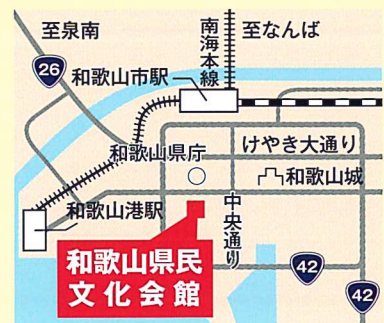 至泉南
南海本線
至なんば
26
和歌山市駅
けやき大通り
和歌山県庁
和歌山城
和歌山港駅
中央通り
和歌山県民
文化会館
42
42